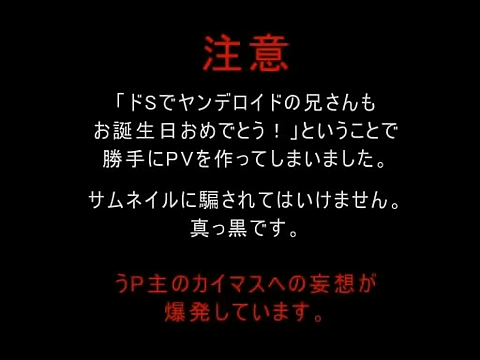 注意
「ドSでヤンデロイドの兄さんも
お誕生日おめでとう！」ということで
勝手にPVを作ってしまいました。
サムネイルに騙されてはいけません。
真っ黒です。
うP主のカイマスへの妄想が
爆発しています。